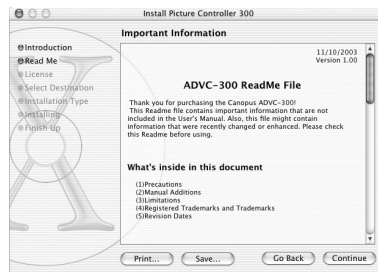 Install Picture Controller 300
Important Information
Introduction
Read Me
License
Select Destination
Installation Type
Installing
Finish Up
11/10/2003
Version 1.00
ADVC-300 ReadMe File
Thank you for purchasing the Canopus ADVC-300!
This Readme file contains important information that are not
included in the User's Manual. Also, this file might contain
information that were recently changed or enhanced. Please check
this Readme before using.
What's inside in this document
(1)Precautions
(2)Manual Additions
(3)Limitations
(4)Registered Trademarks and Trademarks
(5)Revision Dates
Print... Save... Go Back Continue